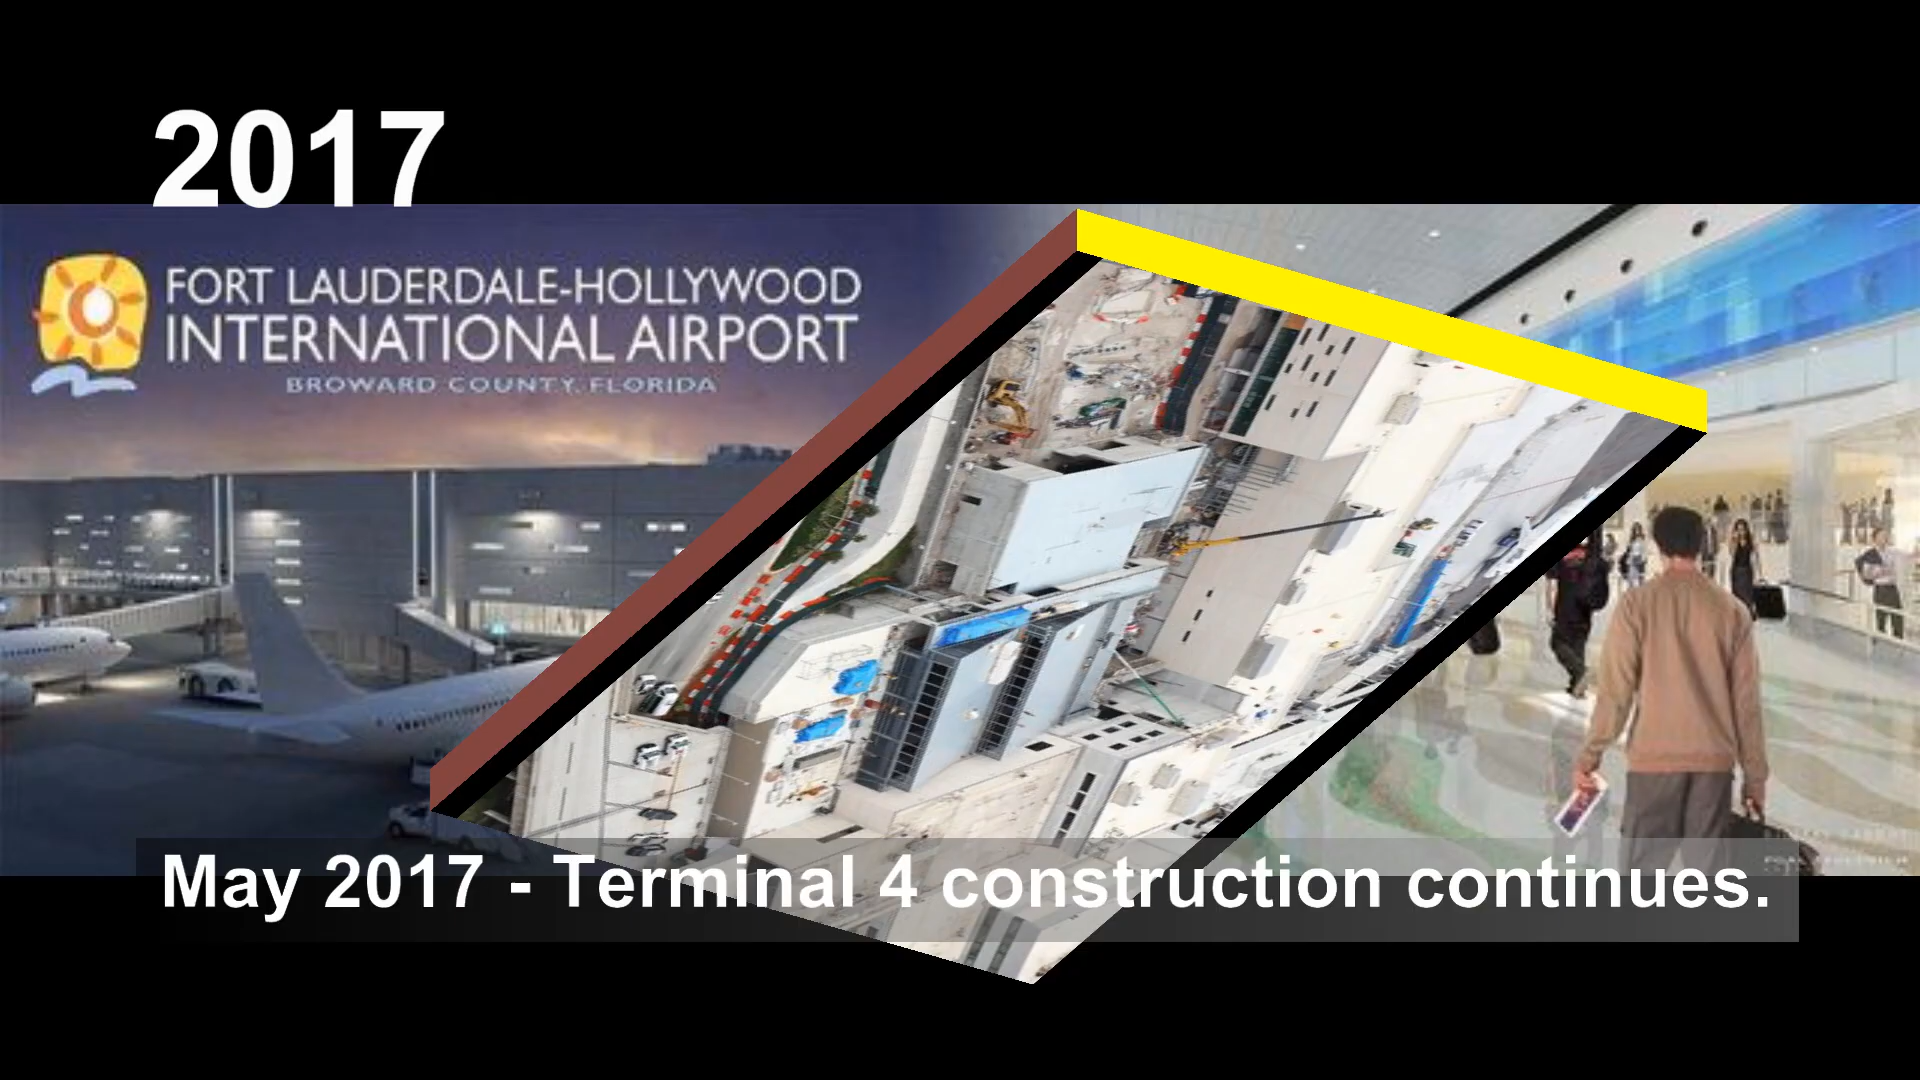 2017
FORT LAUDERDALE-HOLLYWOOD
INTERNATIONAL AIRPORT
BROWARD COUNTY, FLORIDA
May 2017 - Terminal 4 construction continues.